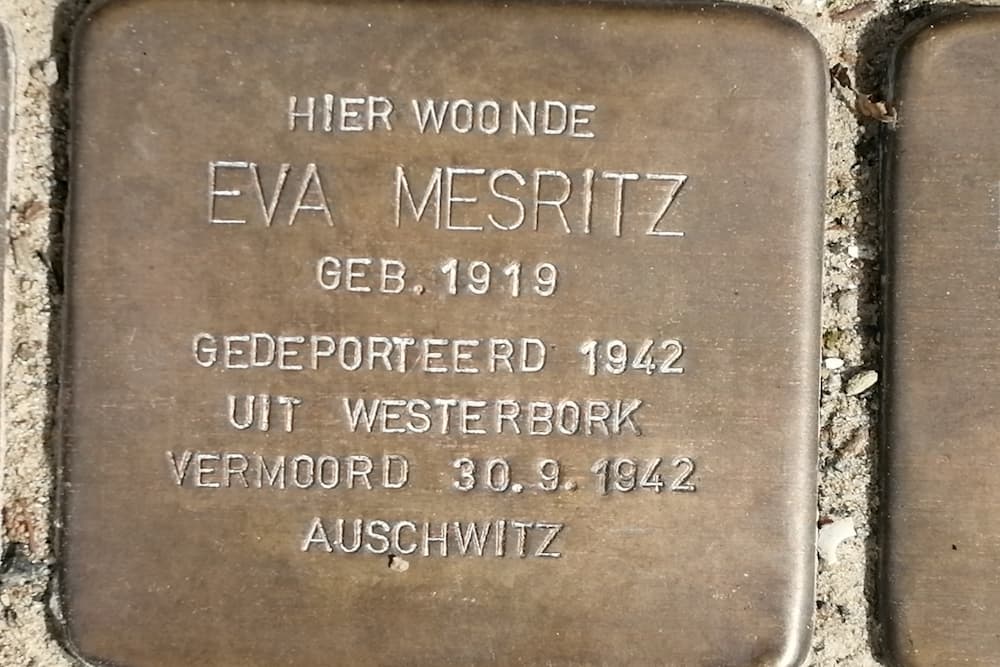 HIER WOONDE
EVA MESRITZ
GEB. 1919
GEDEPORTEERD 1942
UIT WESTERBORK
VERMOORD 30.9.1942
AUSCHWITZ